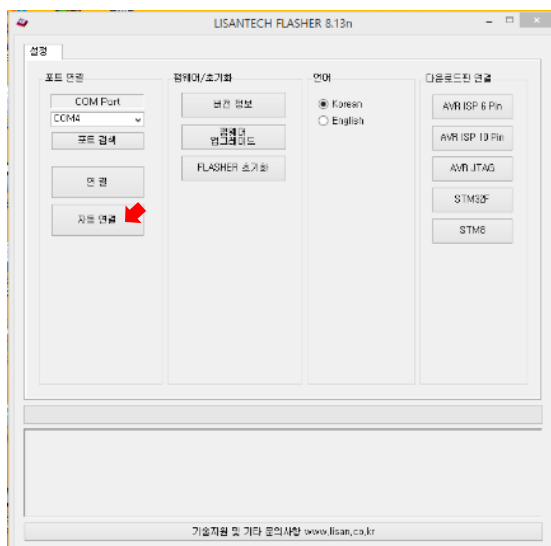 LISANTECH FLASHER 8.13n
설정
포트 연결
COM Port
COM4
포트 검색
연 결
자동 연결
펌웨어/초기화
버전 정보
펌웨어
업그레이드
FLASHER 초기화
언어
Korean
English
다운로드핀 연결
AVR ISP 6 Pin
AVR ISP 10 Pin
AVR JTAG
STM32F
STM8
기술지원 및 기타 문의사항 www.lisan.co.kr